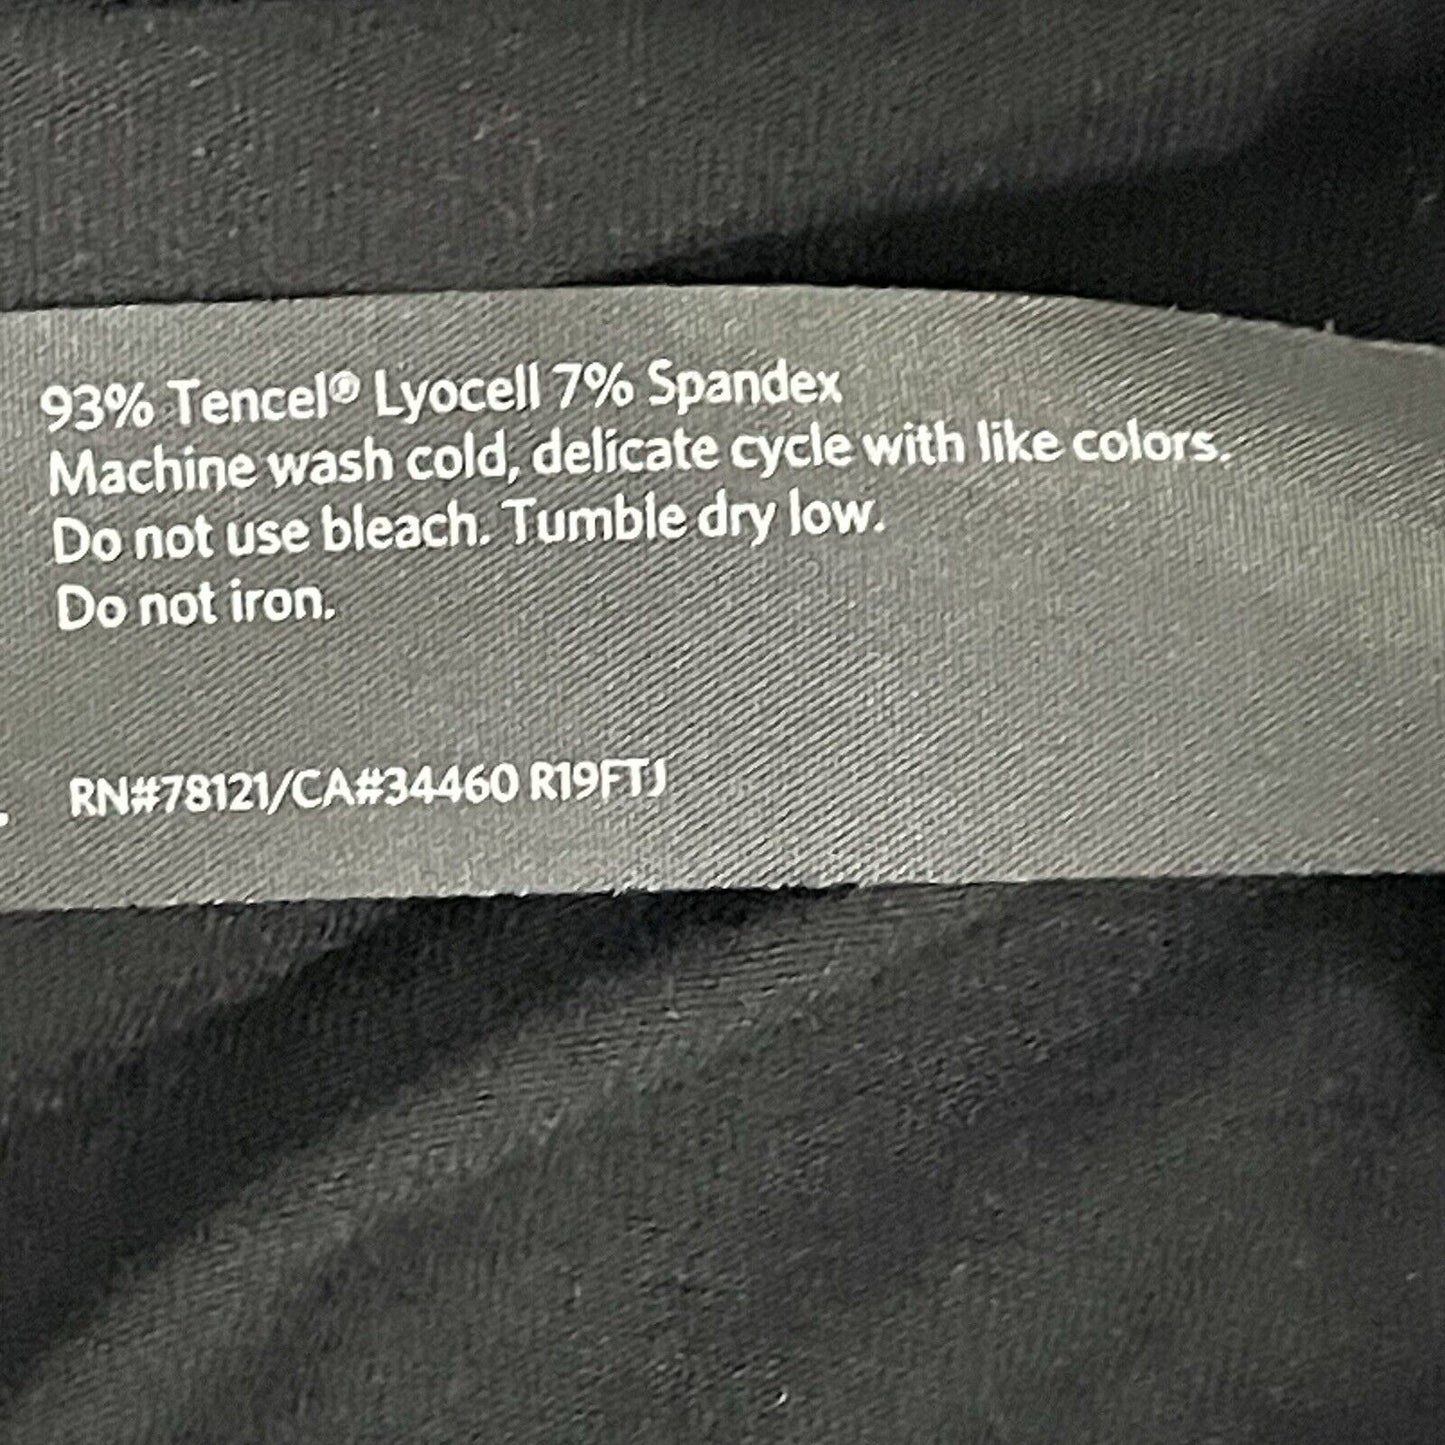 93% Tencel® Lyocell 7% Spandex
Machine wash cold, delicate cycle with like colors.
Do not use bleach. Tumble dry low.
Do not iron.
RN#78121/CA#34460 R19FTJ